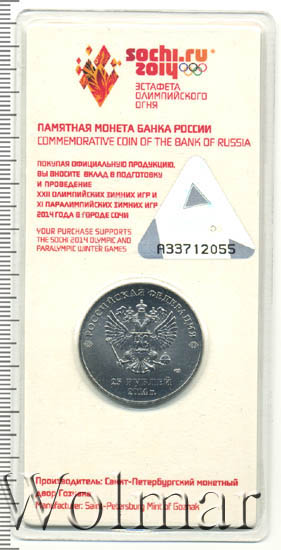 sochi.ru
2014
ЭСТАФЕТА
ОЛИМПИЙСКОГО
ОГНЯ
ПАМЯТНАЯ МОНЕТА БАНКА РОССИИ
COMMEMORATIVE COIN OF THE BANK OF RUSSIA
ПОКУПАЯ ОФИЦИАЛЬНУЮ ПРОДУКЦИЮ,
ВЫ ВНОСИТЕ ВКЛАД В ПОДГОТОВКУ
И ПРОВЕДЕНИЕ
XXII ОЛИМПИЙСКИХ ЗИМНИХ ИГР И
XI ПАРАЛИМПИЙСКИХ ЗИМНИХ ИГР
2014 ГОДА В ГОРОДЕ СОЧИ
YOUR PURCHASE SUPPORTS
THE SOCHI 2014 OLYMPIC AND
PARALYMPIC WINTER GAMES
A33712055
РОССИЙСКАЯ ФЕДЕРАЦИЯ
25 РУБЛЕЙ
2014 г.
Производитель: Санкт-Петербургский монетный
двор Гознака
Manufacturer: Saint-Petersburg Mint of Goznak
Wolmar